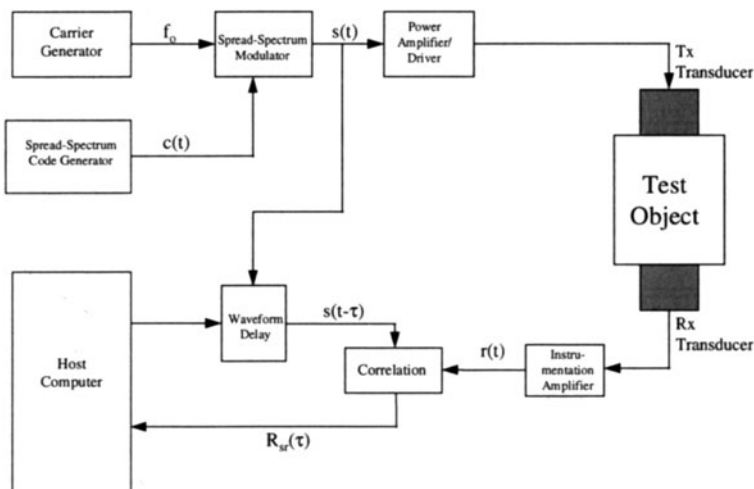 Carrier
Generator
f₀
Spread-Spectrum
Modulator
s(t)
Power
Amplifier/
Driver
Tx
Transducer
Spread-Spectrum
Code Generator
c(t)
Test
Object
Host
Computer
Waveform
Delay
s(t-τ)
Correlation
r(t)
Instru-
mentation
Amplifier
Rx
Transducer
Rₛᵣ(τ)